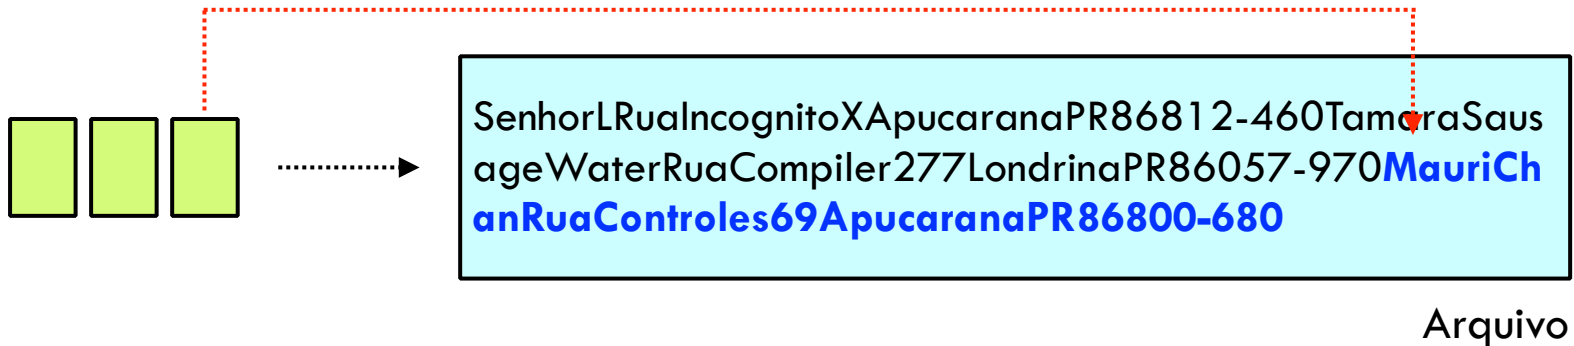 SenhorLRuaIncognitoXApucaranaPR86812-460TamaraSaus
ageWaterRuaCompiler277LondrinaPR86057-970MauriCh
anRuaControles69ApucaranaPR86800-680
Arquivo